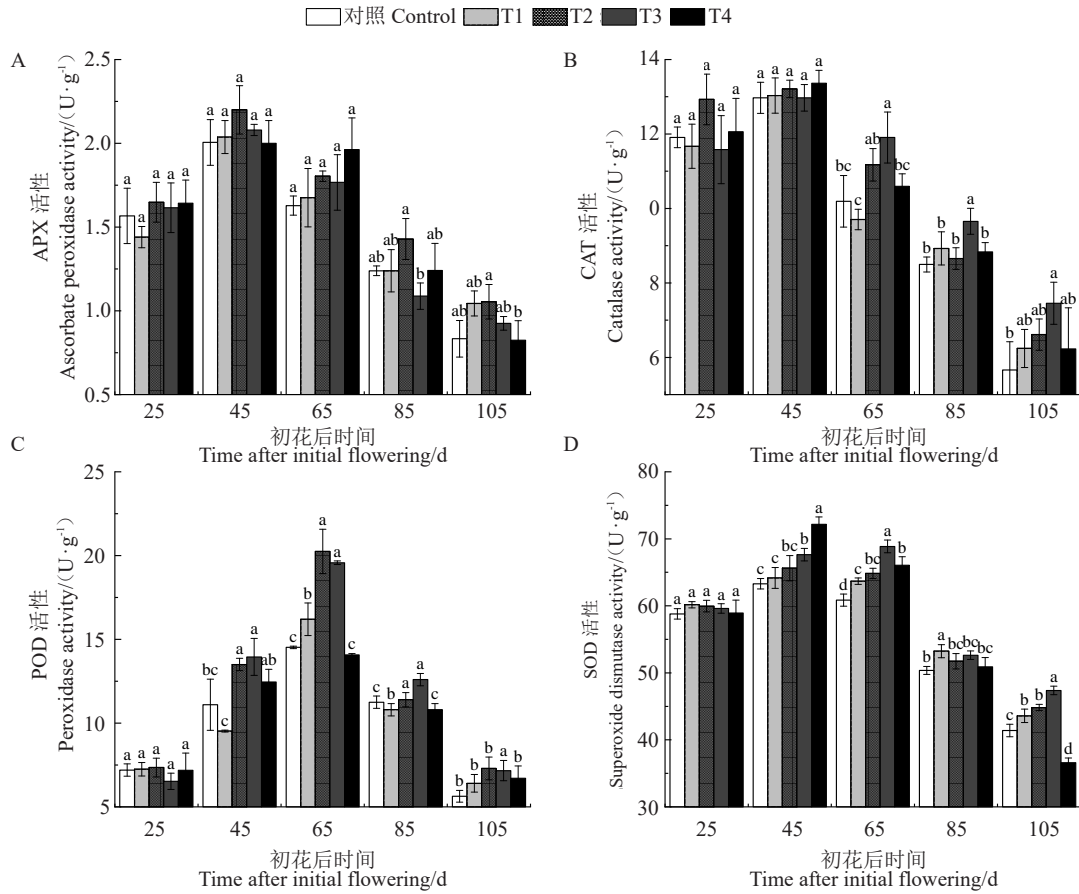 对照 Control T1 T2 T3 T4
A
APX 活性
Ascorbate peroxidase activity/(U·g⁻¹)
2.5
2.0
1.5
1.0
0.5
a a a a a
a a a a a
a a a a a
ab ab a b ab
ab ab a ab b
25 45 65 85 105
初花后时间
Time after initial flowering/d
B
CAT 活性
Catalase activity/(U·g⁻¹)
14
12
0
8
6
a a a a a
a a a a a
bc c ab a bc
b b b a b
b ab ab a ab
25 45 65 85 105
初花后时间
Time after initial flowering/d
C
POD 活性
Peroxidase activity/(U·g⁻¹)
25
20
15
10
5
a a a a a
bc c a a ab
c b a a c
c b a a c
b b b a b
25 45 65 85 105
初花后时间
Time after initial flowering/d
D
SOD 活性
Superoxide dismutase activity/(U·g⁻¹)
80
70
60
50
40
30
a a a a a
c c bc b a
d c bc a b
b a bc bc bc
c b b a d
25 45 65 85 105
初花后时间
Time after initial flowering/d